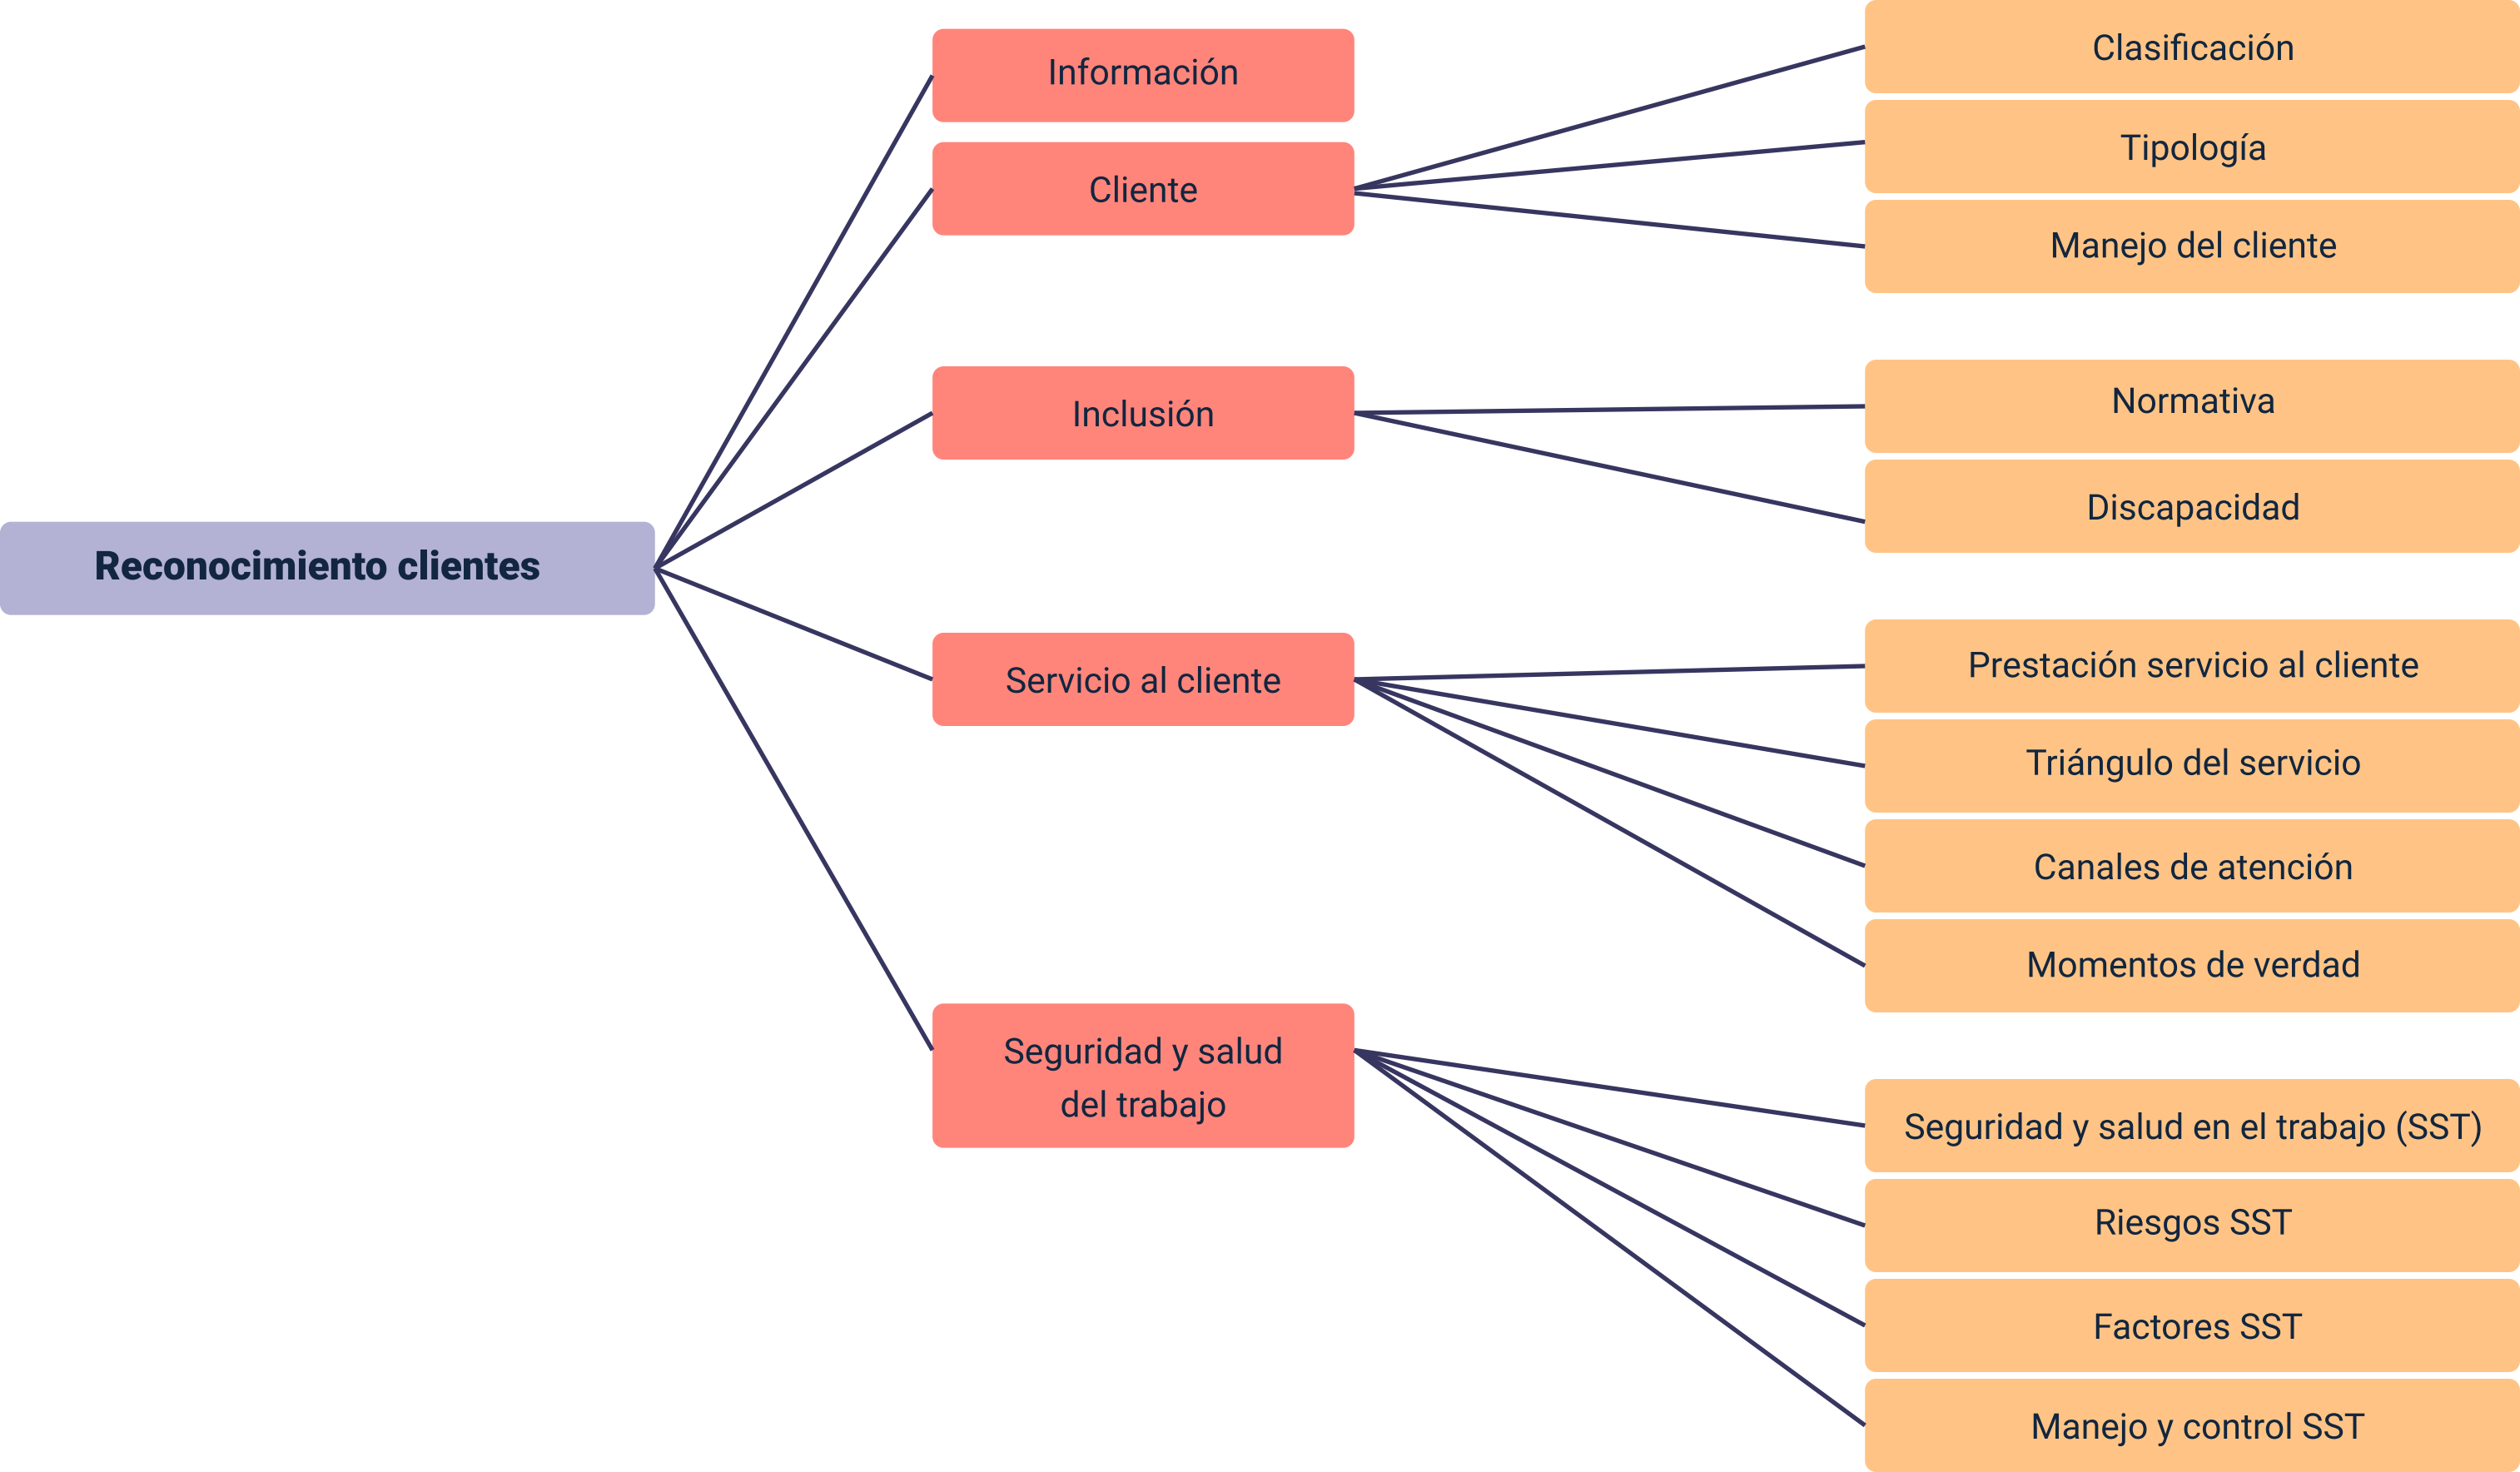 Reconocimiento clientes
Información
Cliente
Clasificación
Tipología
Manejo del cliente
Inclusión
Normativa
Discapacidad
Servicio al cliente
Prestación servicio al cliente
Triángulo del servicio
Canales de atención
Momentos de verdad
Seguridad y salud
del trabajo
Seguridad y salud en el trabajo (SST)
Riesgos SST
Factores SST
Manejo y control SST